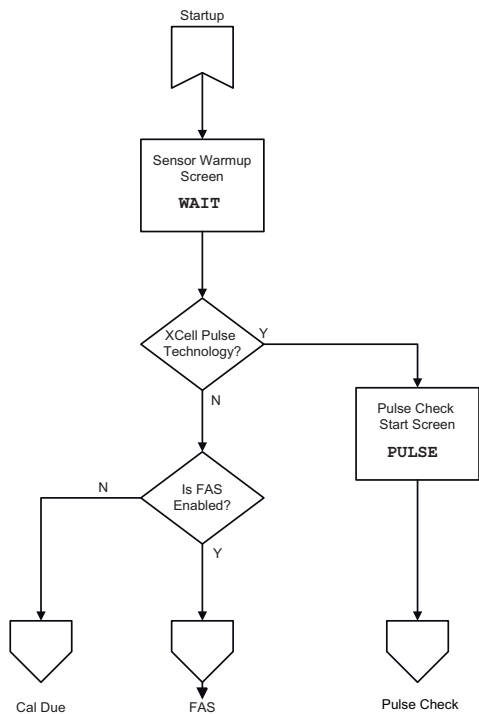 Startup
Sensor Warmup
Screen
WAIT
XCell Pulse
Technology?
Y
N
Pulse Check
Start Screen
PULSE
Is FAS
Enabled?
N
Y
Cal Due
FAS
Pulse Check